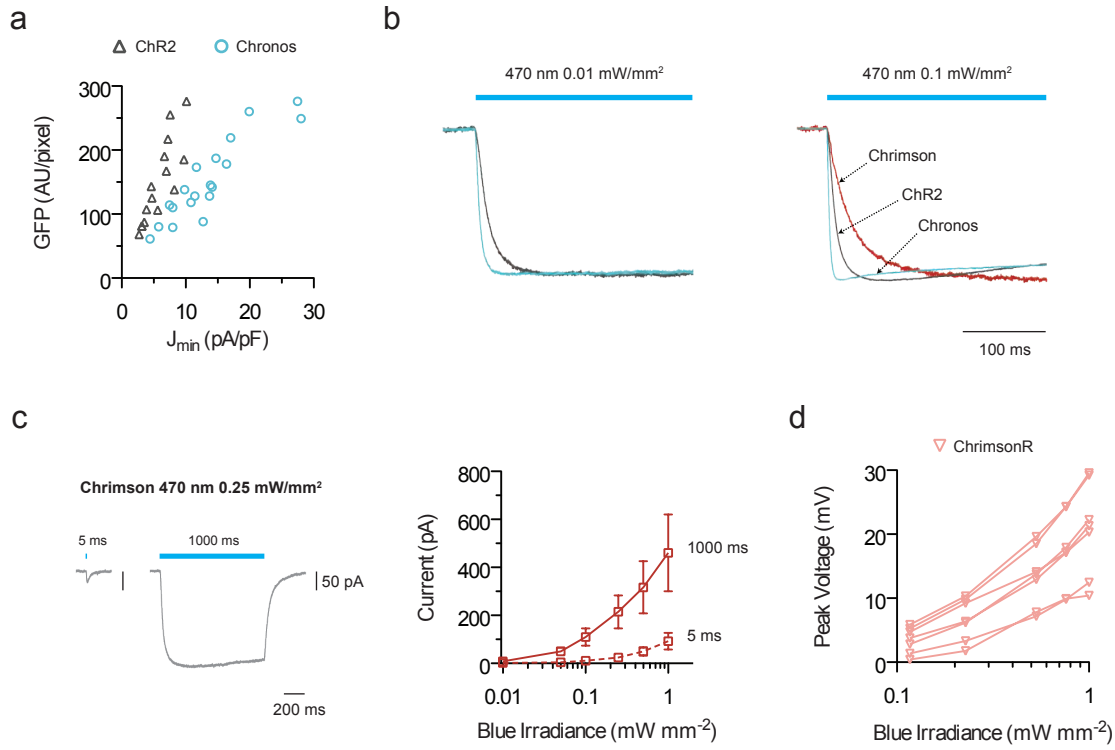 a
ChR2
Chronos
GFP (AU/pixel)
300
200
100
0
0
10
20
30
J_min (pA/pF)
b
470 nm 0.01 mW/mm²
470 nm 0.1 mW/mm²
Chrimson
ChR2
Chronos
100 ms
c
Chrimson 470 nm 0.25 mW/mm²
5 ms
1000 ms
50 pA
200 ms
Current (pA)
800
600
400
200
0
0.01
0.1
1
1000 ms
5 ms
Blue Irradiance (mW mm⁻²)
d
ChrimsonR
Peak Voltage (mV)
30
20
10
0
0.1
1
Blue Irradiance (mW mm⁻²)